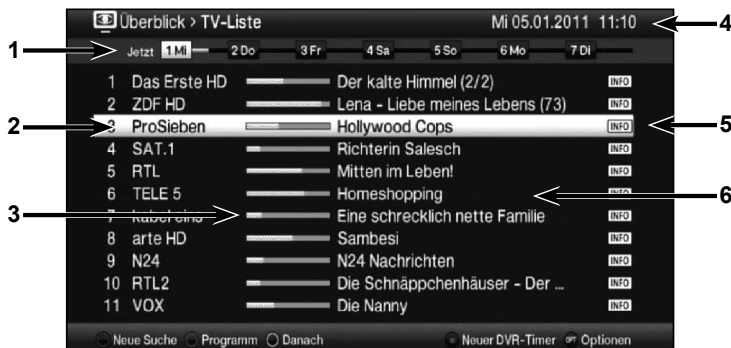 Überblick > TV-Liste Mi 05.01.2011 11:10 4
1 Jetzt 1 Mi 2 Do 3 Fr 4 Sa 5 So 6 Mo 7 Di
1 Das Erste HD Der kalte Himmel (2/2) INFO
2 ZDF HD Lena - Liebe meines Lebens (73) INFO
2 3 ProSieben Hollywood Cops INFO 5
4 SAT.1 Richterin Salesch INFO
5 RTL Mitten im Leben! INFO
6 TELE 5 Homeshopping INFO 6
3 7 kabel eins Eine schrecklich nette Familie INFO
8 arte HD Sambesi INFO
9 N24 N24 Nachrichten INFO
10 RTL2 Die Schnäppchenhäuser - Der ... INFO
11 VOX Die Nanny INFO
Neue Suche Programm Danach Neuer DVR-Timer OPT Optionen